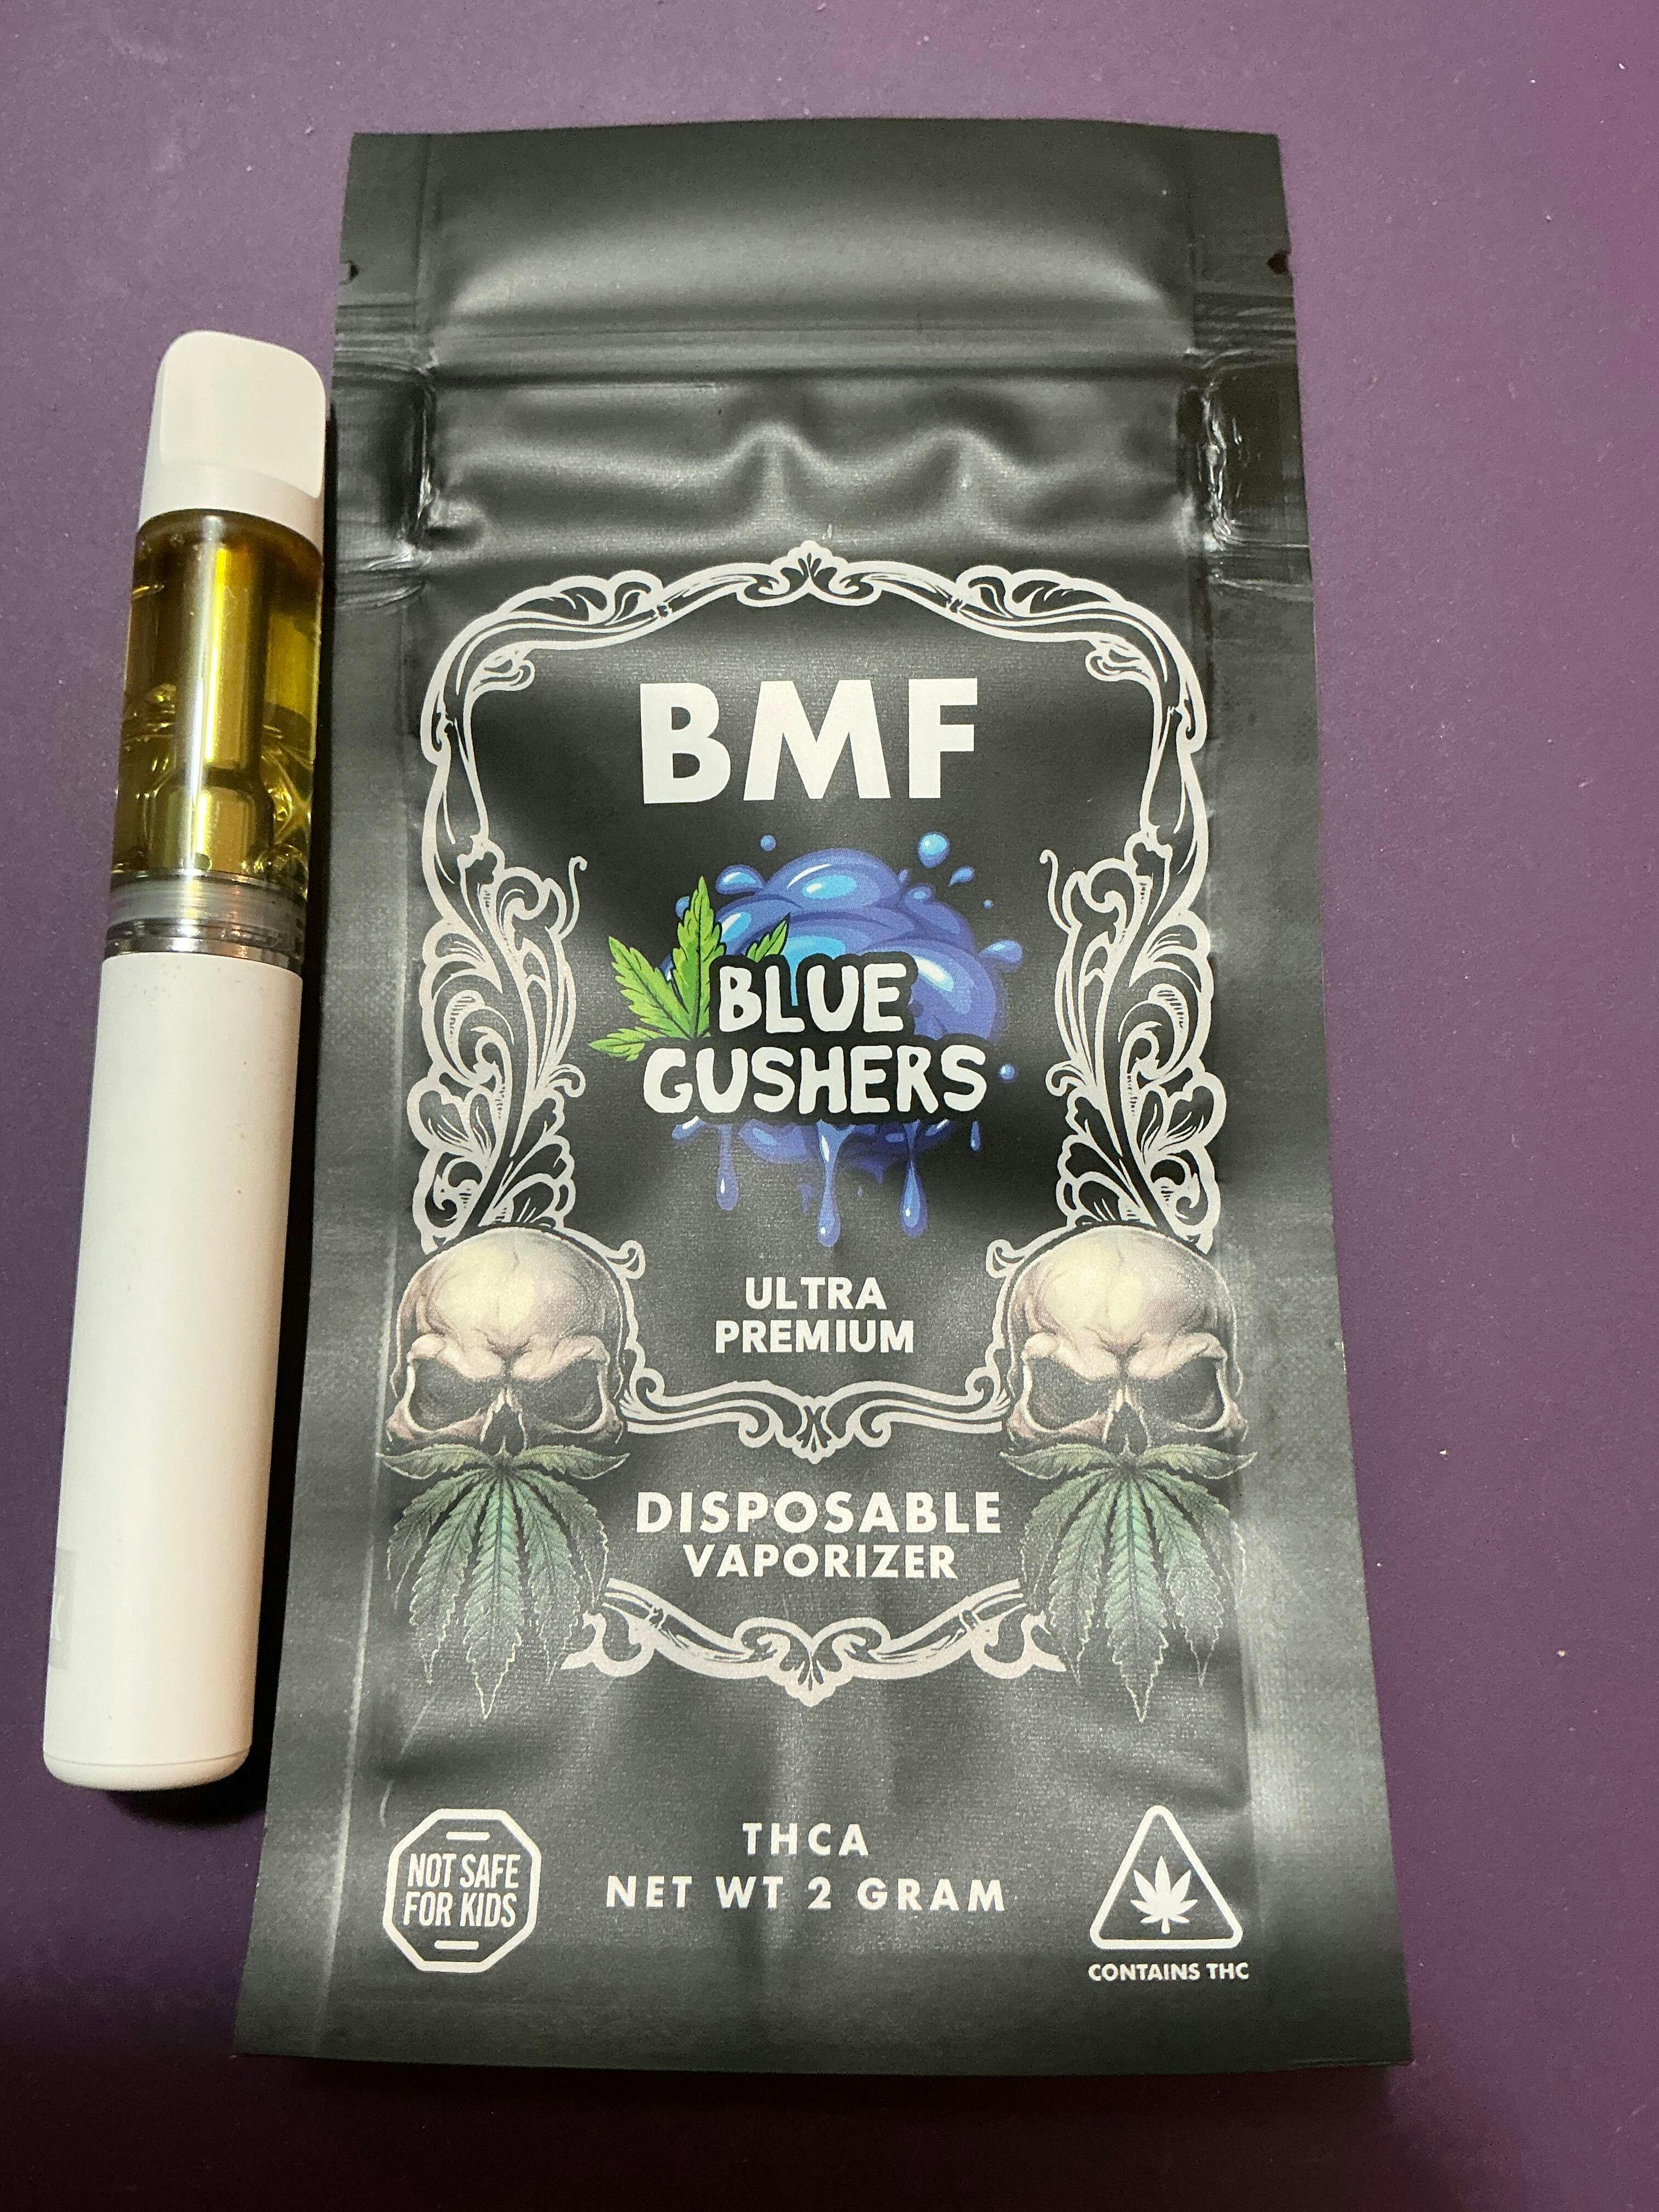 BMF
BLUE
GUSHERS
ULTRA
PREMIUM
DISPOSABLE
VAPORIZER
NOT SAFE
FOR KIDS
THCA
NET WT 2 GRAM
CONTAINS THC